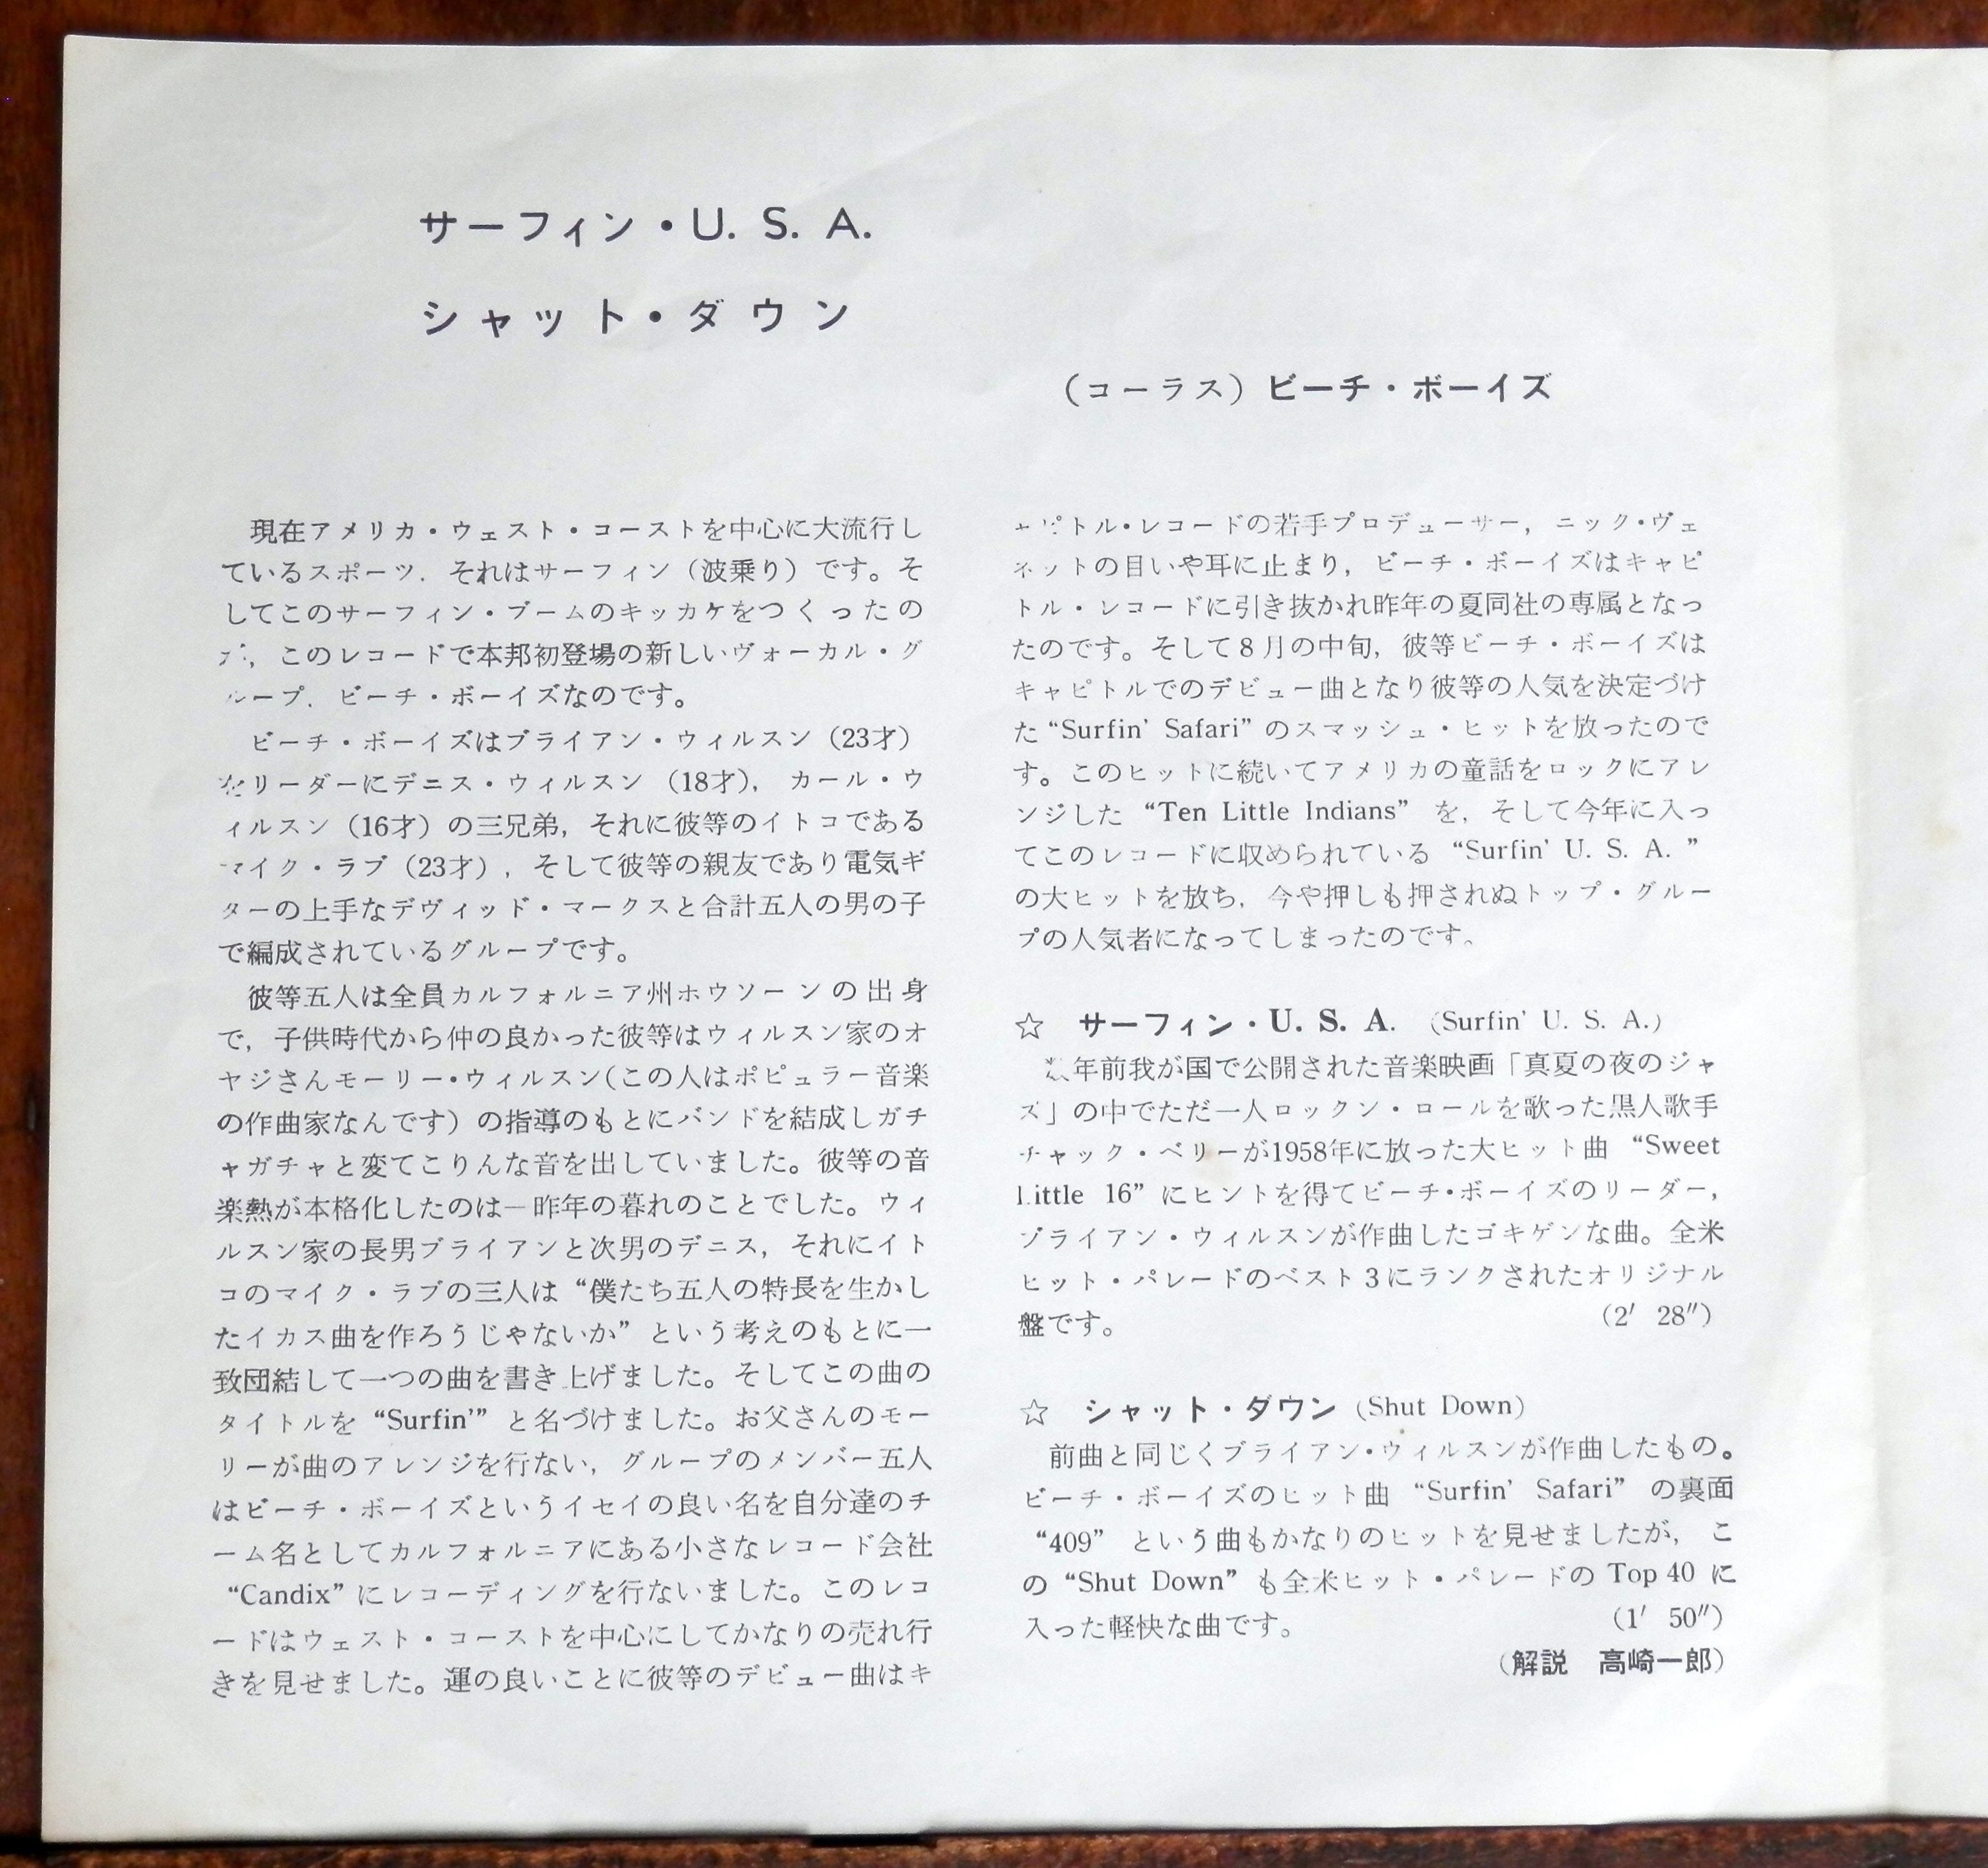 サーフィン・U. S. A.
シャット・ダウン
（コーラス）ビーチ・ボーイズ
現在アメリカ・ウェスト・コーストを中心に大流行し
ているスポーツ．それはサーフィン（波乗り）です。そ
してこのサーフィン・ブームのキッカケをつくったの
が，このレコードで本邦初登場の新しいヴォーカル・グ
ループ．ビーチ・ボーイズなのです。
ビーチ・ボーイズはブライアン・ウィルスン（23才）
をリーダーにデニス・ウィルスン（18才），カール・ウ
ィルスン（16才）の三兄弟，それに彼等のイトコである
マイク・ラブ（23才），そして彼等の親友であり電気ギ
ターの上手なデヴィッド・マークスと合計五人の男の子
で編成されているグループです。
彼等五人は全員カルフォルニア州ホウソーンの出身
で，子供時代から仲の良かった彼等はウィルスン家のオ
ヤジさんモーリー・ウィルスン（この人はポピュラー音楽
の作曲家なんです）の指導のもとにバンドを結成しガチ
ャガチャと変てこりんな音を出していました。彼等の音
楽熱が本格化したのは一昨年の暮れのことでした。ウィ
ルスン家の長男ブライアンと次男のデニス，それにイト
コのマイク・ラブの三人は“僕たち五人の特長を生かし
たイカス曲を作ろうじゃないか”という考えのもとに一
致団結して一つの曲を書き上げました。そしてこの曲の
タイトルを“Surfin'”と名づけました。お父さんのモー
リーが曲のアレンジを行ない，グループのメンバー五人
はビーチ・ボーイズというイセイの良い名を自分達のチ
ーム名としてカルフォルニアにある小さなレコード会社
“Candix”にレコーディングを行ないました。このレコ
ードはウェスト・コーストを中心にしてかなりの売れ行
きを見せました。運の良いことに彼等のデビュー曲はキ
ャピトル・レコードの若手プロデューサー，ニック・ヴェ
ネットの目いや耳に止まり，ビーチ・ボーイズはキャピ
トル・レコードに引き抜かれ昨年の夏同社の専属となっ
たのです。そして8月の中旬，彼等ビーチ・ボーイズは
キャピトルでのデビュー曲となり彼等の人気を決定づけ
た“Surfin' Safari”のスマッシュ・ヒットを放ったので
す。このヒットに続いてアメリカの童話をロックにアレ
ンジした“Ten Little Indians”を，そして今年に入っ
てこのレコードに収められている“Surfin' U. S. A.”
の大ヒットを放ち，今や押しも押されぬトップ・グルー
プの人気者になってしまったのです。
☆ サーフィン・U. S. A. （Surfin' U. S. A.）
数年前我が国で公開された音楽映画「真夏の夜のジャ
ズ」の中でただ一人ロックン・ロールを歌った黒人歌手
チャック・ベリーが1958年に放った大ヒット曲“Sweet
Little 16”にヒントを得てビーチ・ボーイズのリーダー，
ブライアン・ウィルスンが作曲したゴキゲンな曲。全米
ヒット・パレードのベスト3にランクされたオリジナル
盤です。 （2′ 28″）
☆ シャット・ダウン（Shut Down）
前曲と同じくブライアン・ウィルスンが作曲したもの。
ビーチ・ボーイズのヒット曲“Surfin' Safari”の裏面
“409”という曲もかなりのヒットを見せましたが，こ
の“Shut Down”も全米ヒット・パレードの Top 40 に
入った軽快な曲です。 （1′ 50″）
（解説 高崎一郎）